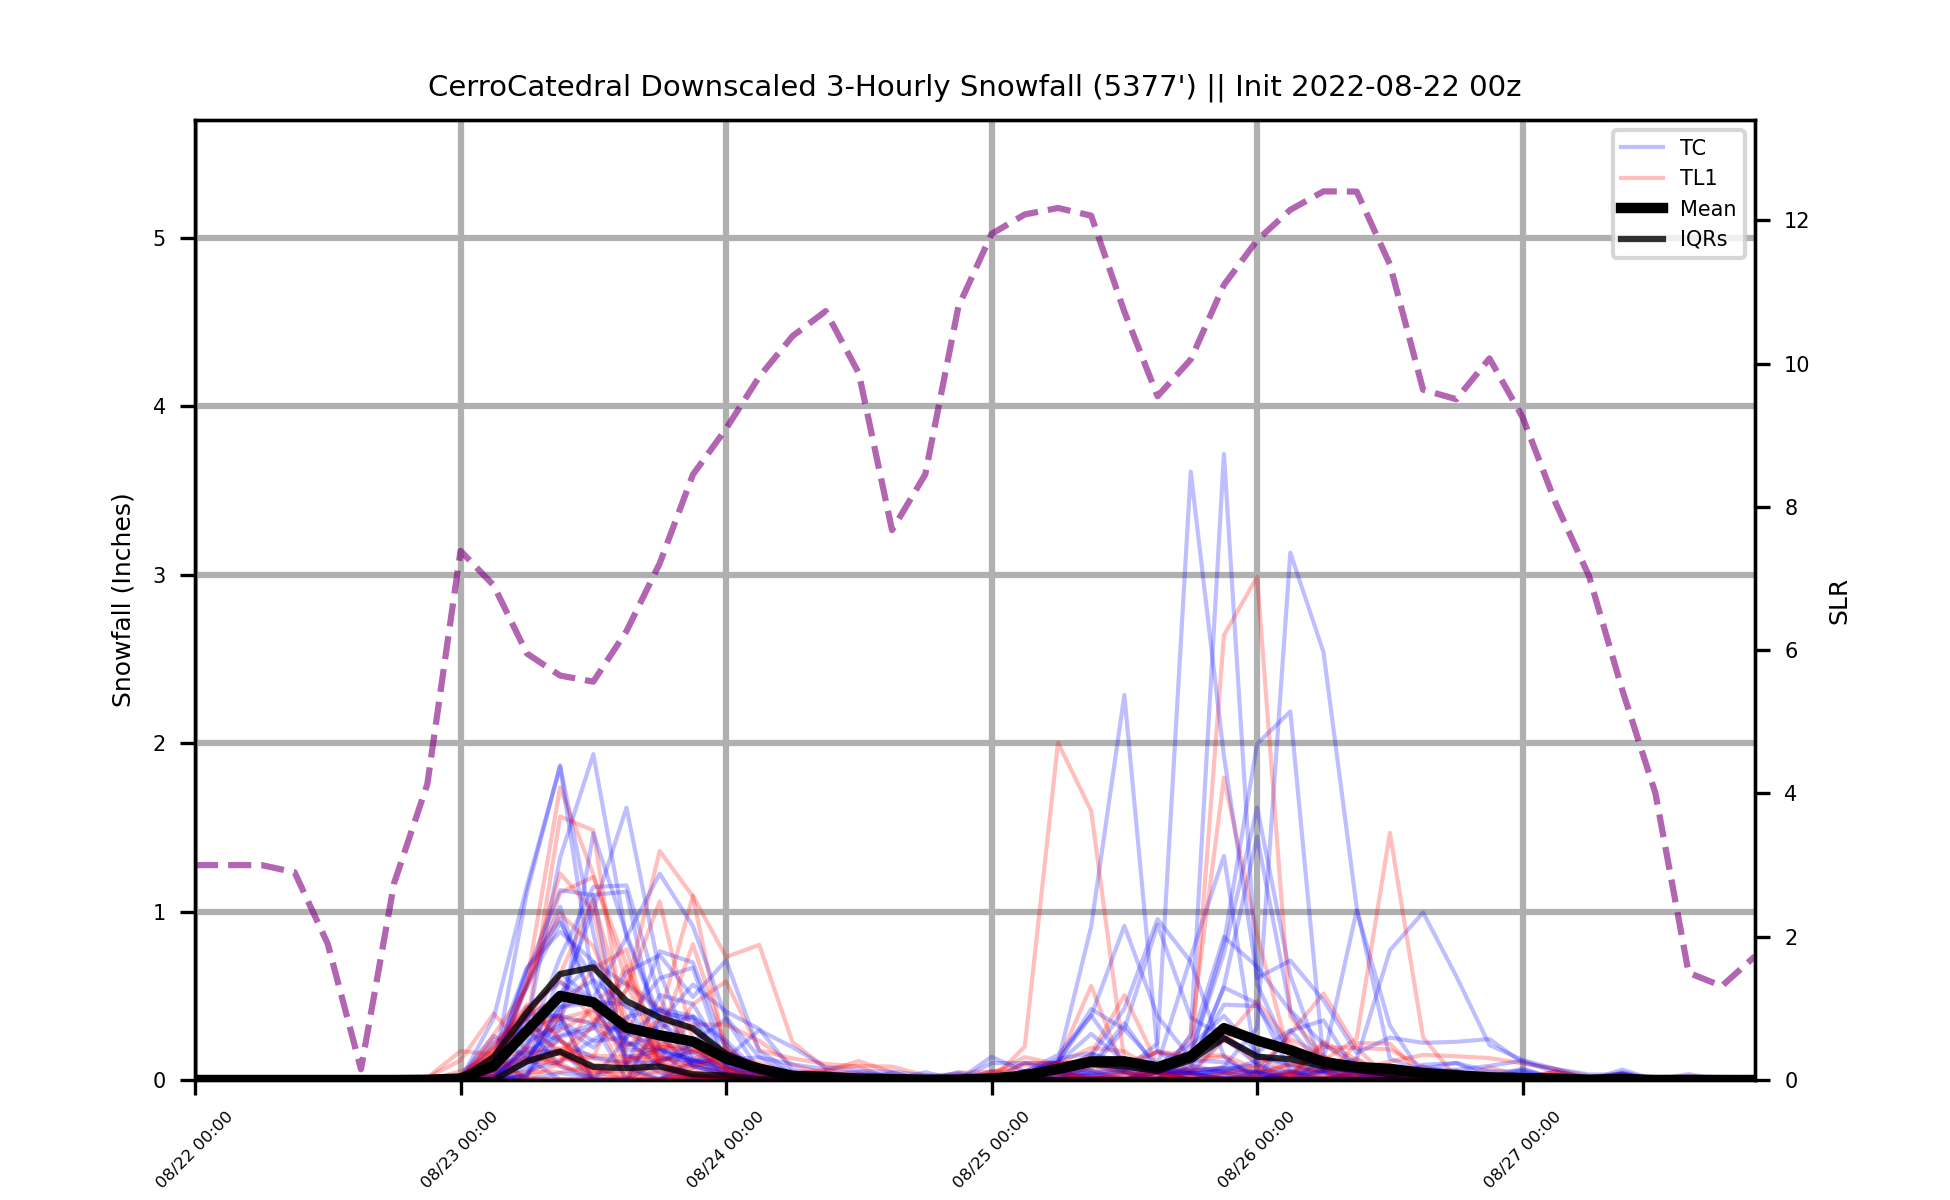 CerroCatedral Downscaled 3-Hourly Snowfall (5377') || Init 2022-08-22 00z
TC
TL1
Mean
IQRs
Snowfall (Inches)
5
4
3
2
1
0
12
10
8
6
4
2
0
SLR
08/22 00:00
08/23 00:00
08/24 00:00
08/25 00:00
08/26 00:00
08/27 00:00